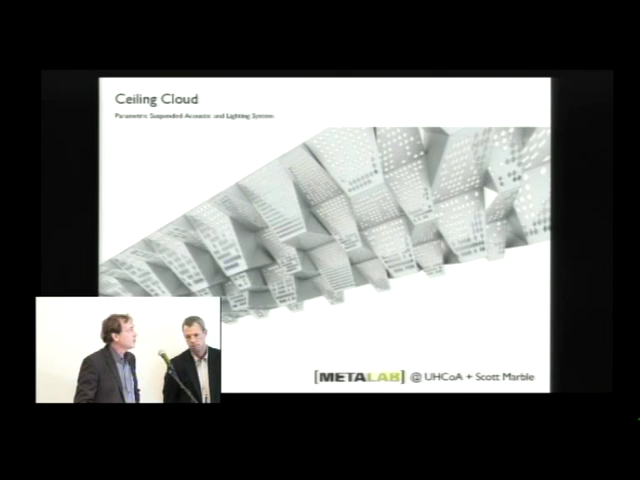 Ceiling Cloud
Parametric Suspended Acoustic and Lighting System
[METALAB] @ UHCoA + Scott Marble